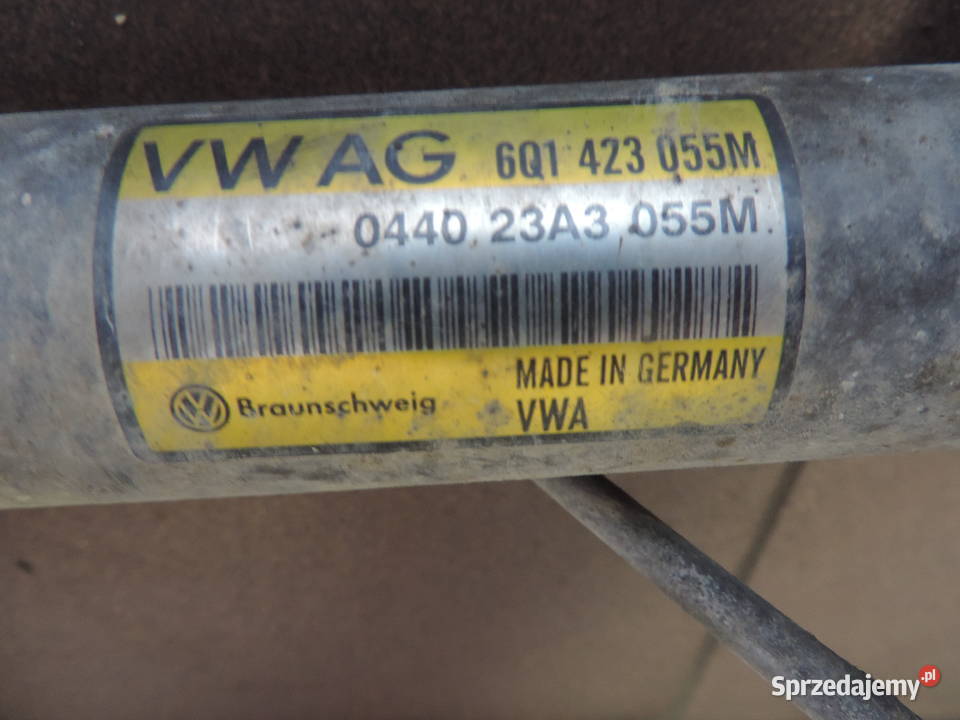 VW AG 6Q1 423 055M
0440 23A3 055M
MADE IN GERMANY
Braunschweig VWA
Sprzedajemy.pl